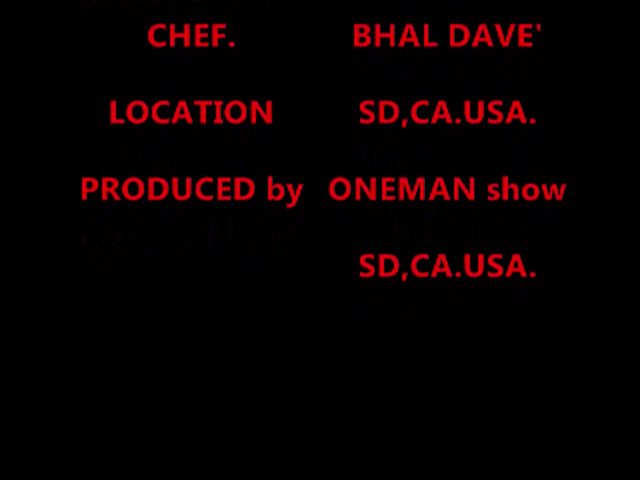 CHEF. BHAL DAVE'
LOCATION SD,CA.USA.
PRODUCED by ONEMAN show
SD,CA.USA.